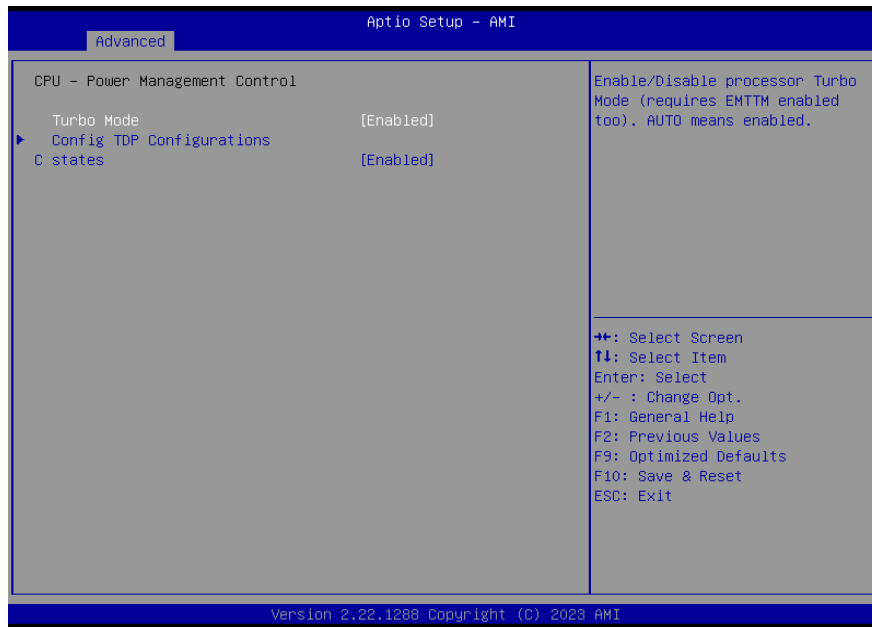 Aptio Setup – AMI
Advanced
CPU – Power Management Control
Turbo Mode [Enabled]
Config TDP Configurations
C states [Enabled]
Enable/Disable processor Turbo
Mode (requires EMTTM enabled
too). AUTO means enabled.
→←: Select Screen
↑↓: Select Item
Enter: Select
+/- : Change Opt.
F1: General Help
F2: Previous Values
F9: Optimized Defaults
F10: Save & Reset
ESC: Exit
Version 2.22.1288 Copyright (C) 2023 AMI